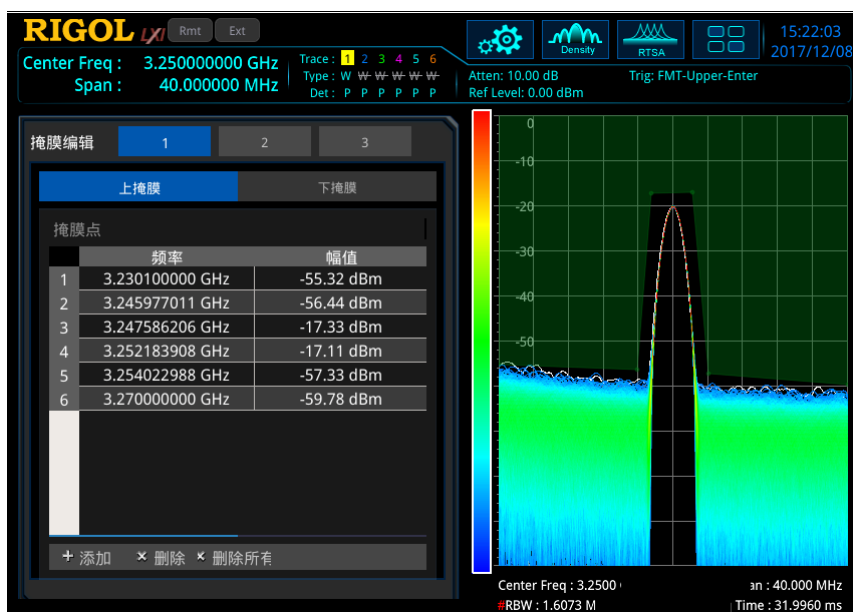 RIGOL LXI Rmt Ext
Density RTSA
15:22:03
2017/12/08
Center Freq : 3.250000000 GHz
Span : 40.000000 MHz
Trace : 1 2 3 4 5 6
Type : W W W W W W
Det : P P P P P P
Atten: 10.00 dB Trig: FMT-Upper-Enter
Ref Level: 0.00 dBm
掩膜编辑 1 2 3
上掩膜 下掩膜
掩膜点
频率 幅值
1 3.230100000 GHz -55.32 dBm
2 3.245977011 GHz -56.44 dBm
3 3.247586206 GHz -17.33 dBm
4 3.252183908 GHz -17.11 dBm
5 3.254022988 GHz -57.33 dBm
6 3.270000000 GHz -59.78 dBm
+ 添加 × 删除 × 删除所有
0
-10
-20
-30
-40
-50
Center Freq : 3.2500 an : 40.000 MHz
#RBW : 1.6073 M Time : 31.9960 ms